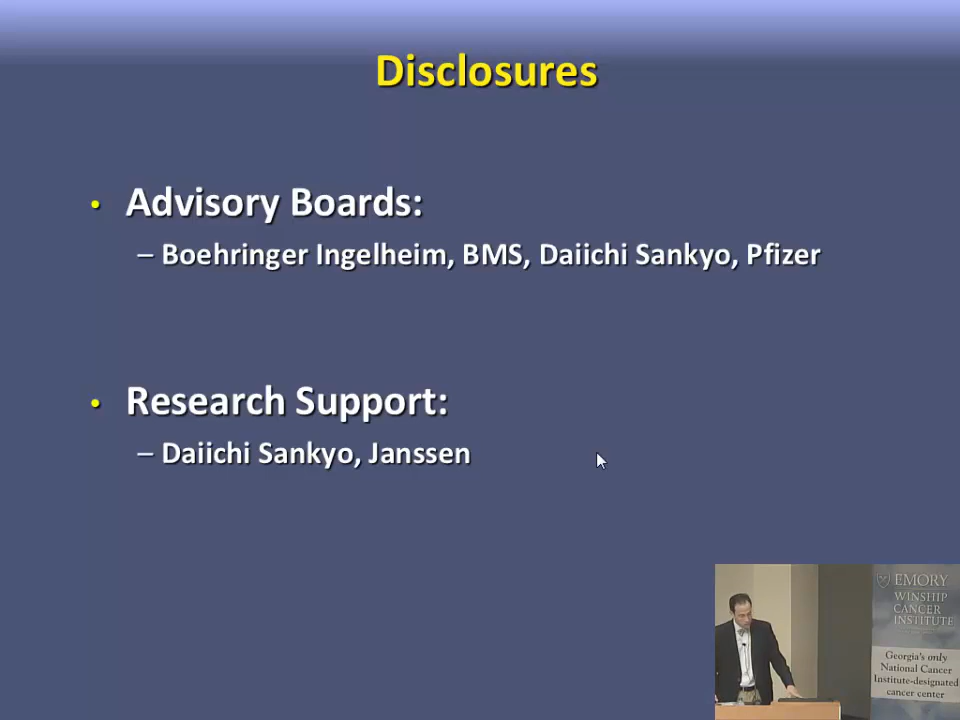 Disclosures
• Advisory Boards:
– Boehringer Ingelheim, BMS, Daiichi Sankyo, Pfizer
• Research Support:
– Daiichi Sankyo, Janssen
EMORY
WINSHIP
CANCER
INSTITUTE
Georgia's only
National Cancer
Institute-designated
cancer center